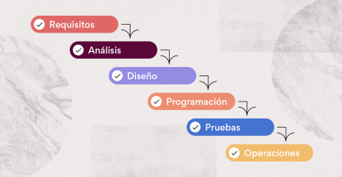 Requisitos
Análisis
Diseño
Programación
Pruebas
Operaciones